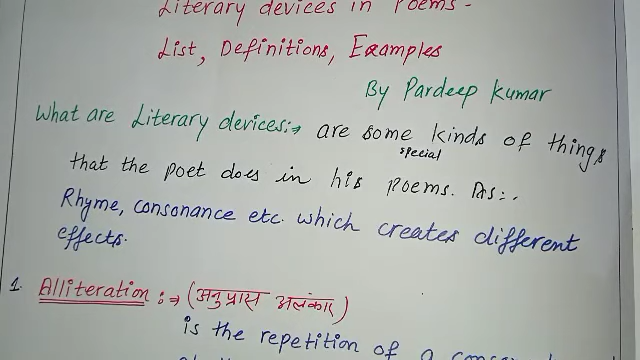 Literary devices in Poems -
List, Definitions, Examples
By Pardeep Kumar
What are Literary devices:→ are some kinds of things
special
that the poet does in his poems. As:-
Rhyme, consonance etc. which creates different
effects.
1. Alliteration :→ (अनुप्रास अलंकार)
is the repetition of a